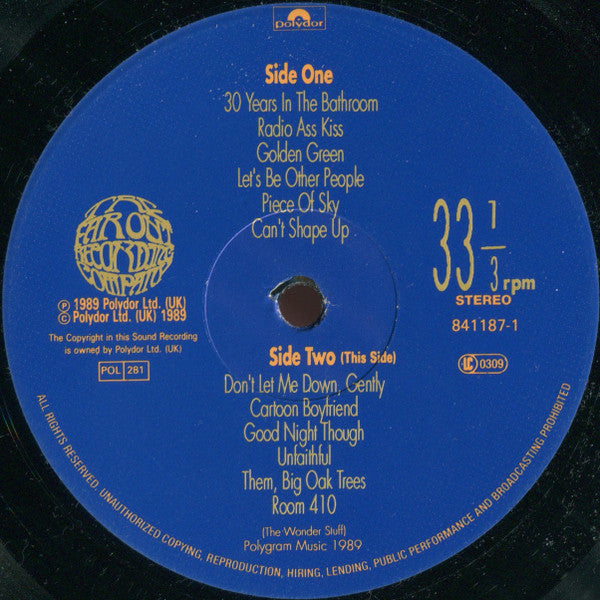 polydor
Side One
30 Years In The Bathroom
Radio Ass Kiss
Golden Green
Let's Be Other People
Piece Of Sky
Can't Shape Up
THE
FAR OUT
RECORDING
COMPANY
℗ 1989 Polydor Ltd. (UK)
© Polydor Ltd. (UK) 1989
The Copyright in this Sound Recording
is owned by Polydor Ltd. (UK)
POL 281
33 1/3 rpm
STEREO
841187-1
LC 0309
Side Two (This Side)
Don't Let Me Down, Gently
Cartoon Boyfriend
Good Night Though
Unfaithful
Them, Big Oak Trees
Room 410
(The Wonder Stuff)
Polygram Music 1989
ALL RIGHTS RESERVED. UNAUTHORIZED COPYING, REPRODUCTION, HIRING, LENDING, PUBLIC PERFORMANCE AND BROADCASTING PROHIBITED